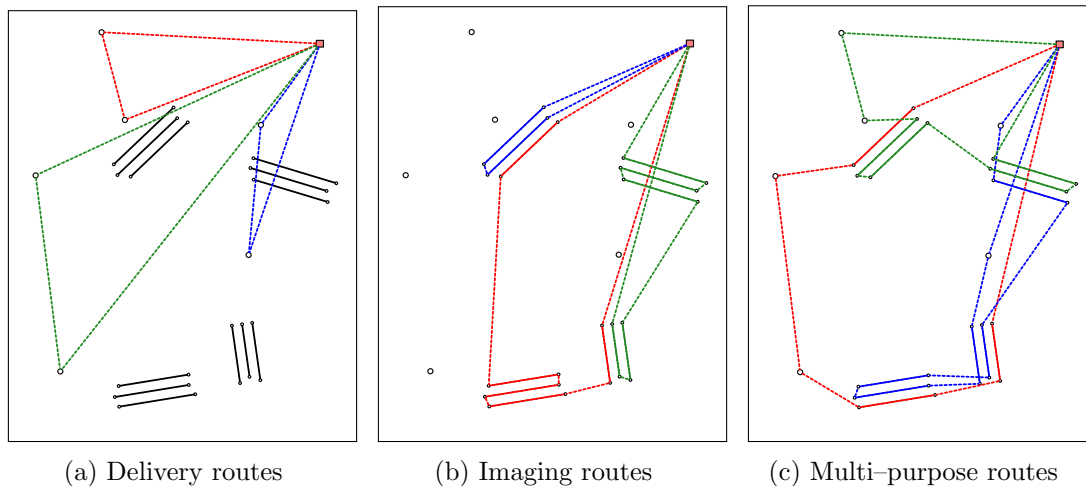 (a) Delivery routes
(b) Imaging routes
(c) Multi–purpose routes